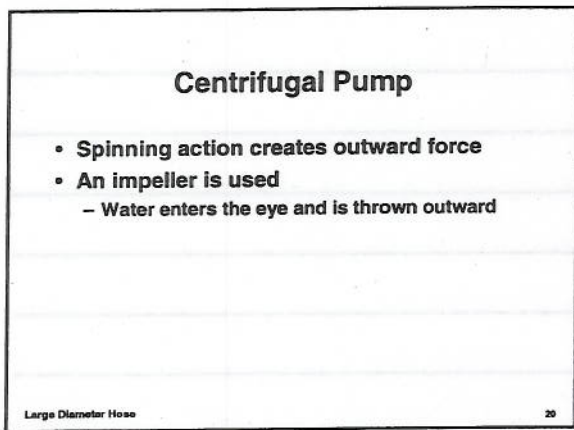 Centrifugal Pump
• Spinning action creates outward force
• An impeller is used
– Water enters the eye and is thrown outward
Large Diameter Hose
20